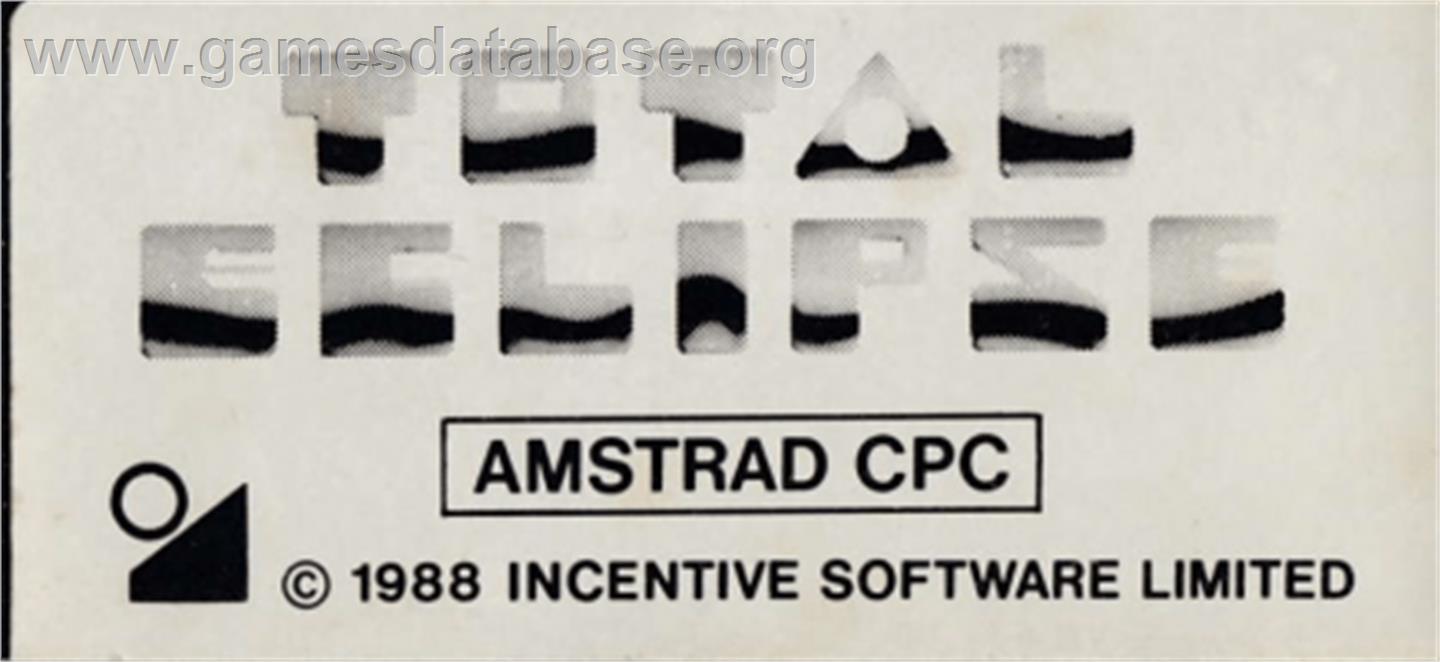 www.gamesdatabase.org
TOTAL
ECLIPSE
AMSTRAD CPC
© 1988 INCENTIVE SOFTWARE LIMITED